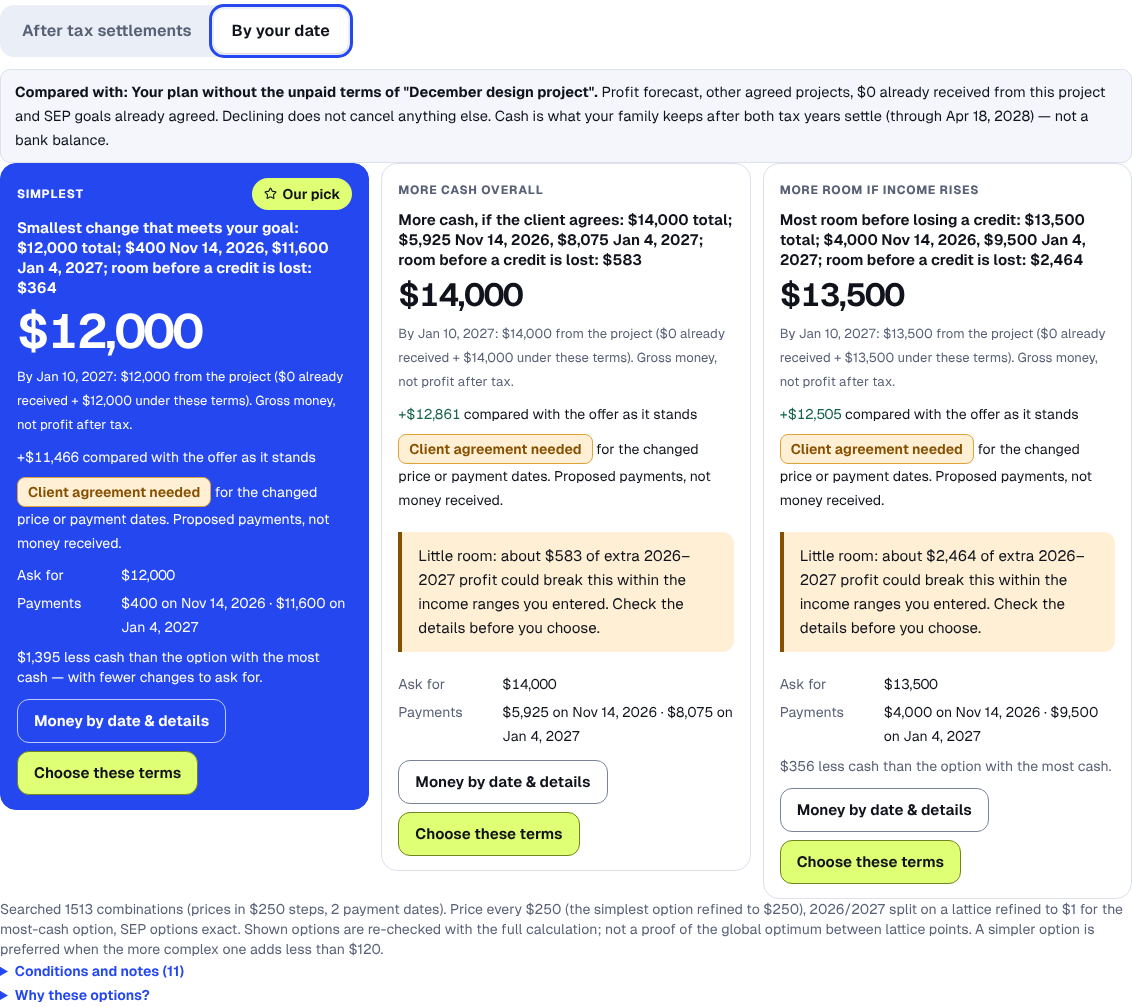 After tax settlements
By your date
Compared with: Your plan without the unpaid terms of "December design project". Profit forecast, other agreed projects, $0 already received from this project
and SEP goals already agreed. Declining does not cancel anything else. Cash is what your family keeps after both tax years settle (through Apr 18, 2028) — not a
bank balance.
SIMPLEST
Our pick
Smallest change that meets your goal:
$12,000 total; $400 Nov 14, 2026, $11,600
Jan 4, 2027; room before a credit is lost:
$364
$12,000
By Jan 10, 2027: $12,000 from the project ($0 already
received + $12,000 under these terms). Gross money,
not profit after tax.
+$11,466 compared with the offer as it stands
Client agreement needed for the changed
price or payment dates. Proposed payments, not
money received.
Ask for $12,000
Payments $400 on Nov 14, 2026 · $11,600 on
Jan 4, 2027
$1,395 less cash than the option with the most
cash — with fewer changes to ask for.
Money by date & details
Choose these terms
MORE CASH OVERALL
More cash, if the client agrees: $14,000 total;
$5,925 Nov 14, 2026, $8,075 Jan 4, 2027;
room before a credit is lost: $583
$14,000
By Jan 10, 2027: $14,000 from the project ($0 already
received + $14,000 under these terms). Gross money,
not profit after tax.
+$12,861 compared with the offer as it stands
Client agreement needed for the changed
price or payment dates. Proposed payments, not
money received.
Little room: about $583 of extra 2026–
2027 profit could break this within the
income ranges you entered. Check the
details before you choose.
Ask for $14,000
Payments $5,925 on Nov 14, 2026 · $8,075 on
Jan 4, 2027
Money by date & details
Choose these terms
MORE ROOM IF INCOME RISES
Most room before losing a credit: $13,500
total; $4,000 Nov 14, 2026, $9,500 Jan 4,
2027; room before a credit is lost: $2,464
$13,500
By Jan 10, 2027: $13,500 from the project ($0 already
received + $13,500 under these terms). Gross money,
not profit after tax.
+$12,505 compared with the offer as it stands
Client agreement needed for the changed
price or payment dates. Proposed payments, not
money received.
Little room: about $2,464 of extra 2026–
2027 profit could break this within the
income ranges you entered. Check the
details before you choose.
Ask for $13,500
Payments $4,000 on Nov 14, 2026 · $9,500
on Jan 4, 2027
$356 less cash than the option with the most cash.
Money by date & details
Choose these terms
Searched 1513 combinations (prices in $250 steps, 2 payment dates). Price every $250 (the simplest option refined to $250), 2026/2027 split on a lattice refined to $1 for the
most-cash option, SEP options exact. Shown options are re-checked with the full calculation; not a proof of the global optimum between lattice points. A simpler option is
preferred when the more complex one adds less than $120.
Conditions and notes (11)
Why these options?